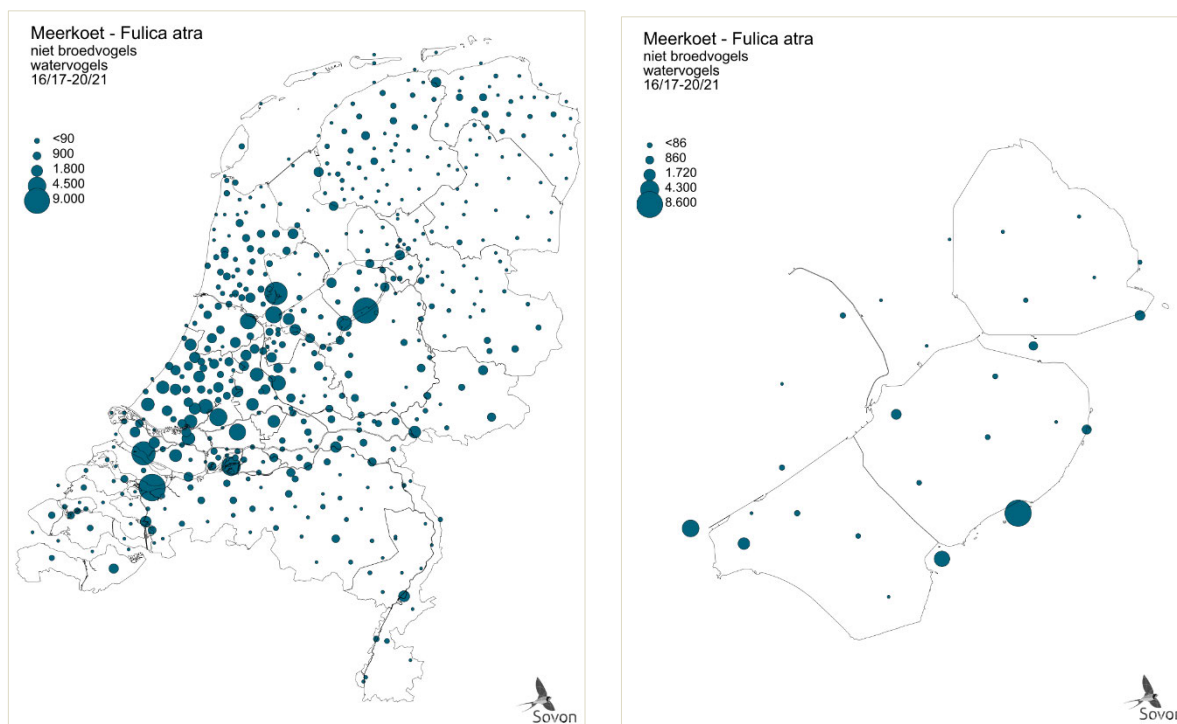 Meerkoet - Fulica atra
niet broedvogels
watervogels
16/17-20/21
<90
900
1.800
4.500
9.000
Sovon
Meerkoet - Fulica atra
niet broedvogels
watervogels
16/17-20/21
<86
860
1.720
4.300
8.600
Sovon